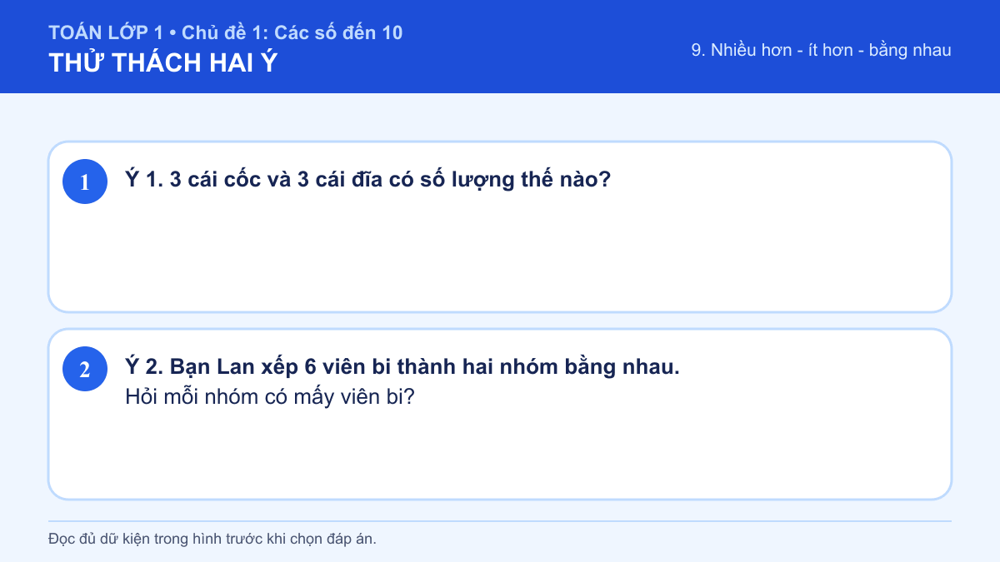 TOÁN LỚP 1 • Chủ đề 1: Các số đến 10
THỬ THÁCH HAI Ý
9. Nhiều hơn - ít hơn - bằng nhau
1
Ý 1. 3 cái cốc và 3 cái đĩa có số lượng thế nào?
2
Ý 2. Bạn Lan xếp 6 viên bi thành hai nhóm bằng nhau.
Hỏi mỗi nhóm có mấy viên bi?
Đọc đủ dữ kiện trong hình trước khi chọn đáp án.